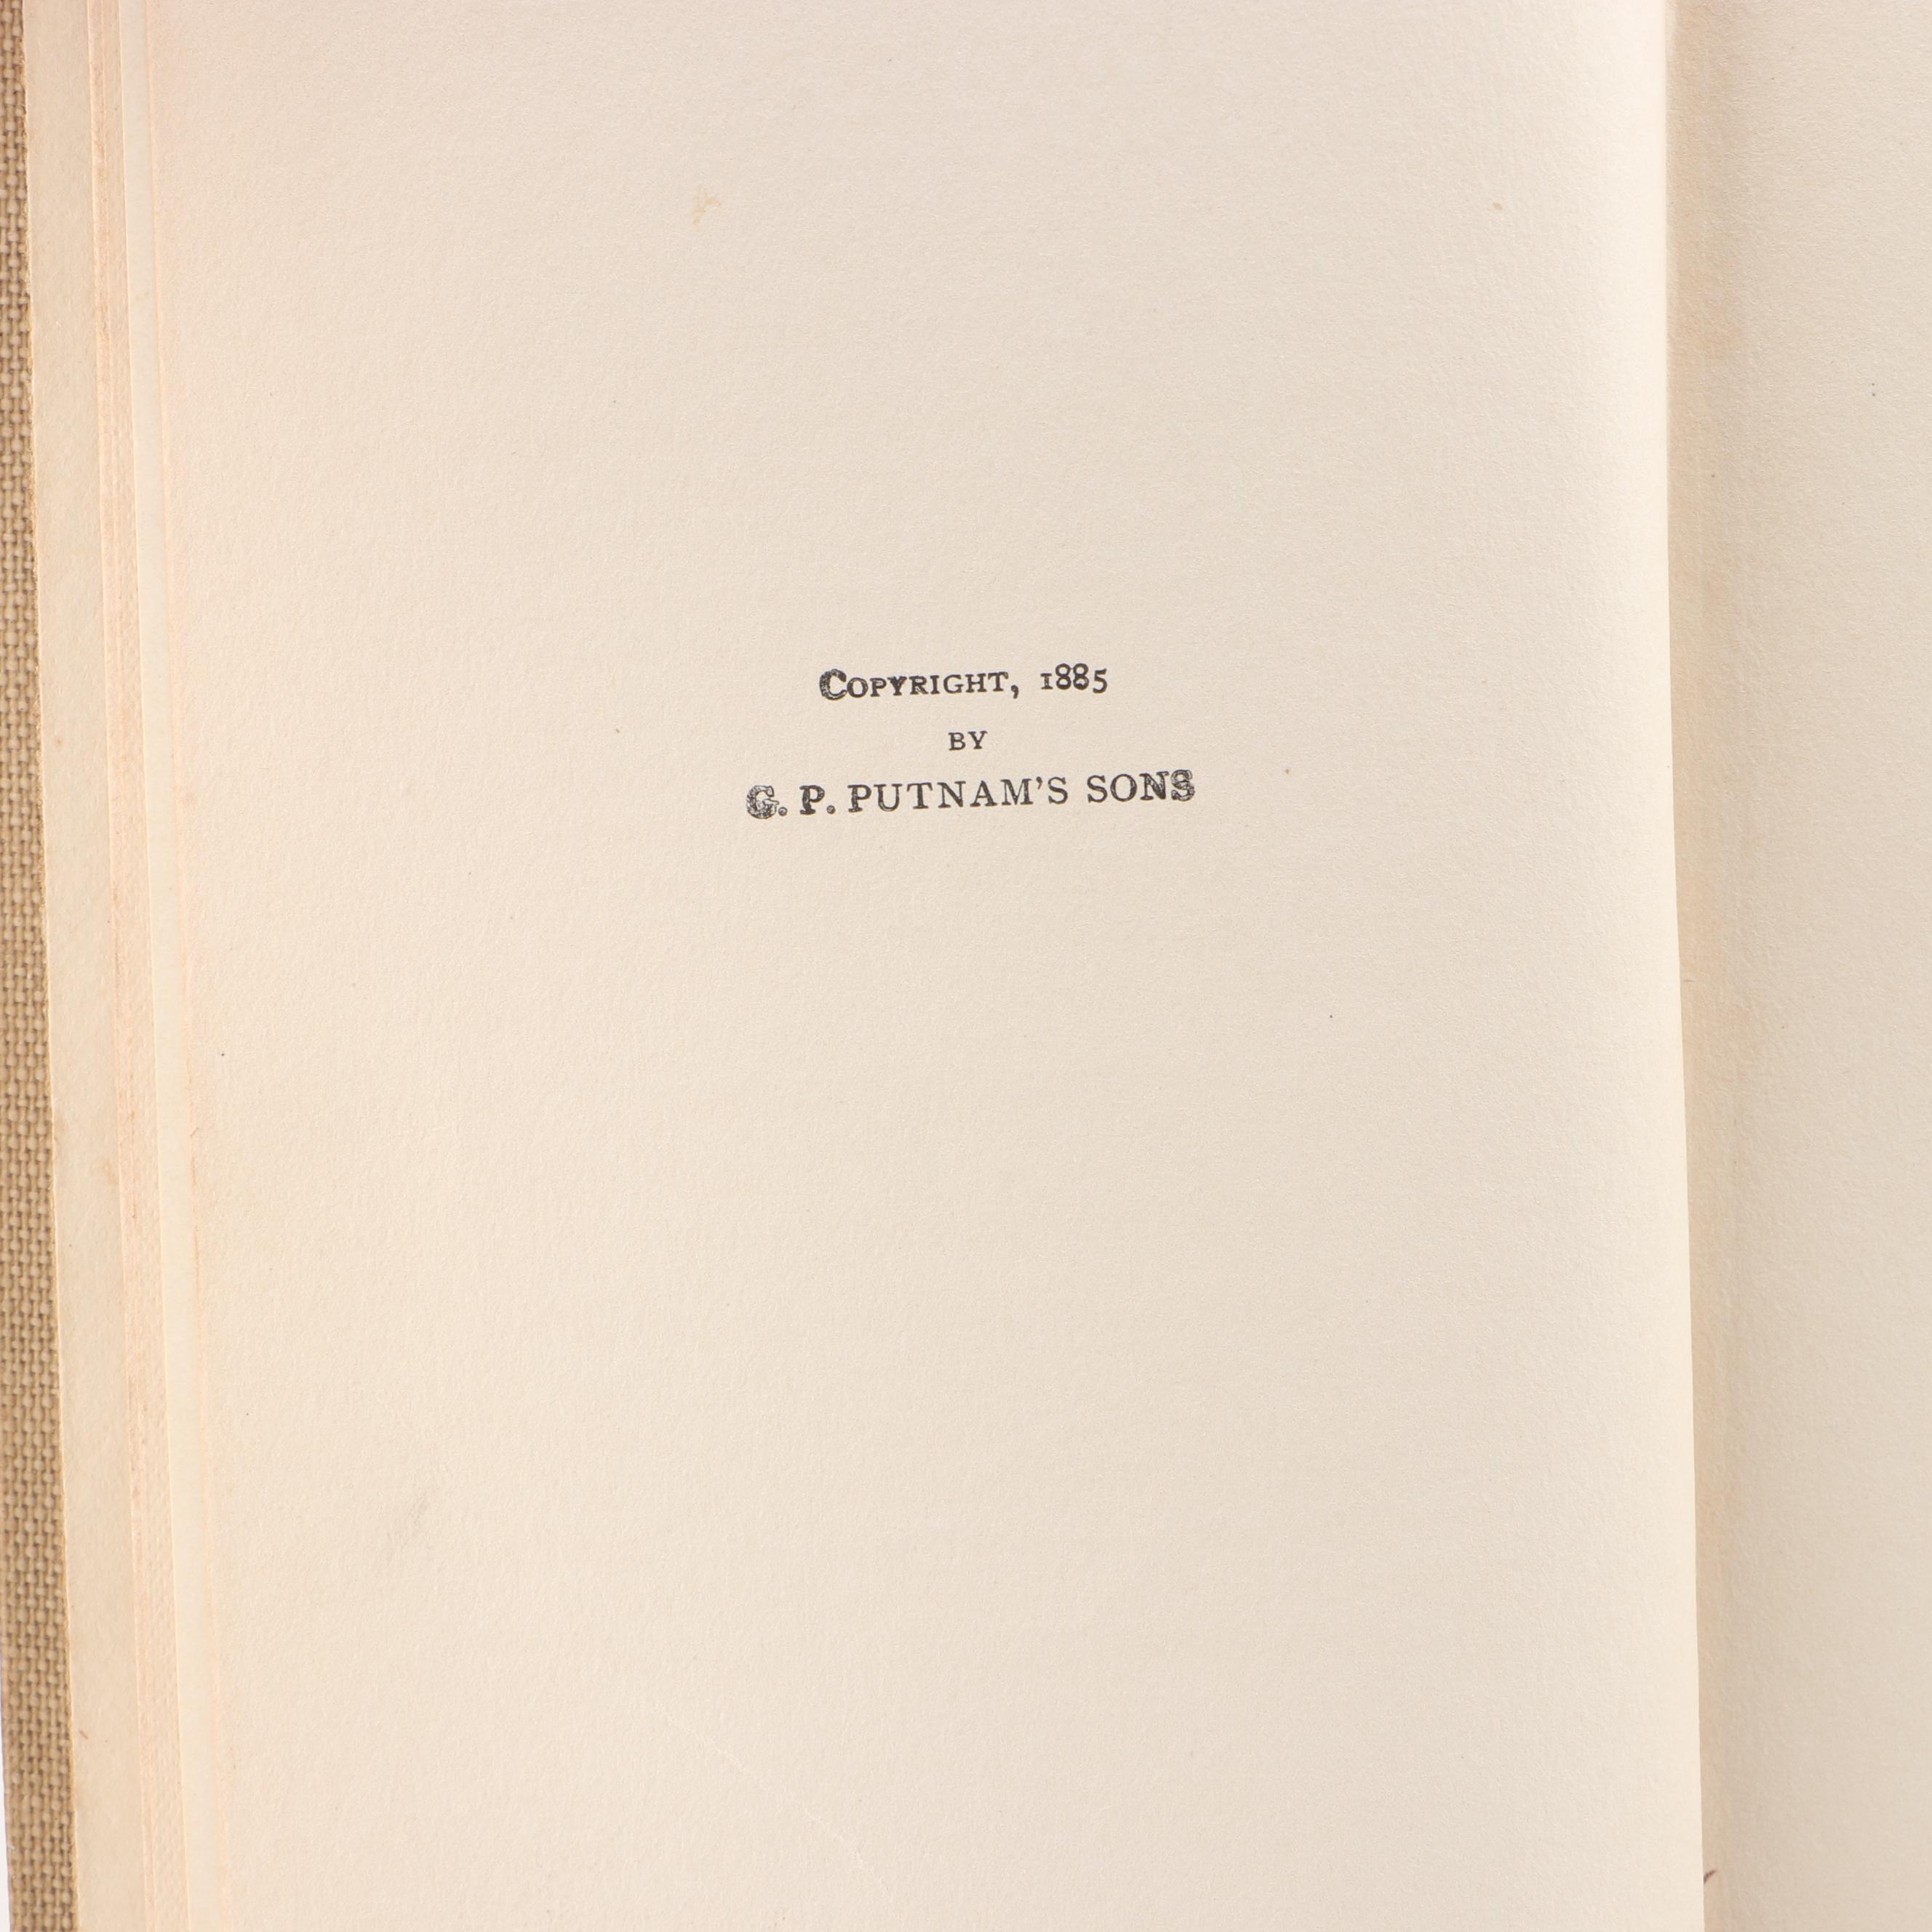 Copyright, 1885
BY
G. P. PUTNAM'S SONS